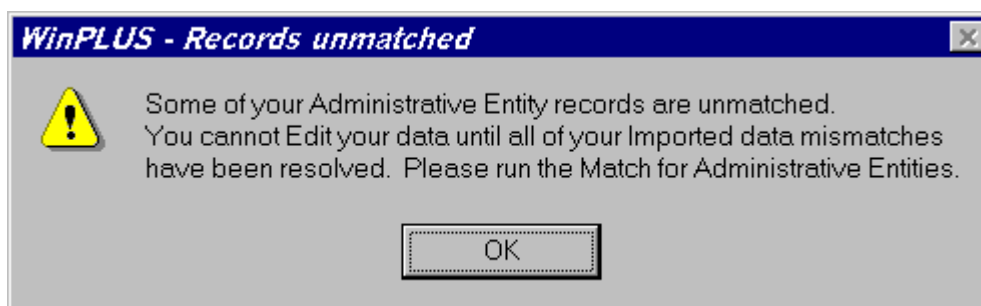 WinPLUS - Records unmatched
Some of your Administrative Entity records are unmatched.
You cannot Edit your data until all of your Imported data mismatches
have been resolved.  Please run the Match for Administrative Entities.
OK